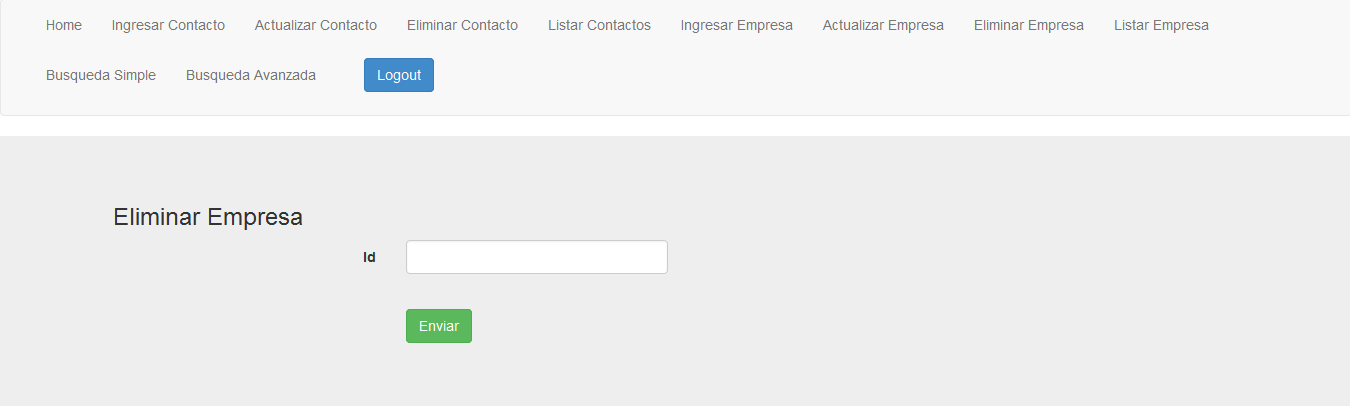 Home Ingresar Contacto Actualizar Contacto Eliminar Contacto Listar Contactos Ingresar Empresa Actualizar Empresa Eliminar Empresa Listar Empresa
Busqueda Simple Busqueda Avanzada Logout
Eliminar Empresa
Id
Enviar